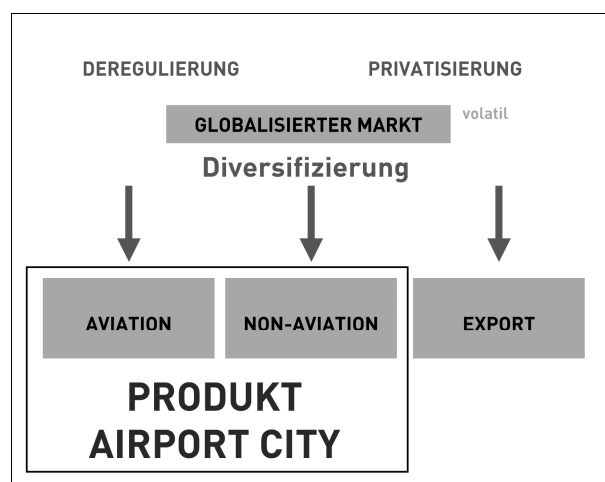 DEREGULIERUNG PRIVATISIERUNG
GLOBALISIERTER MARKT volatil
Diversifizierung
AVIATION NON-AVIATION EXPORT
PRODUKT
AIRPORT CITY